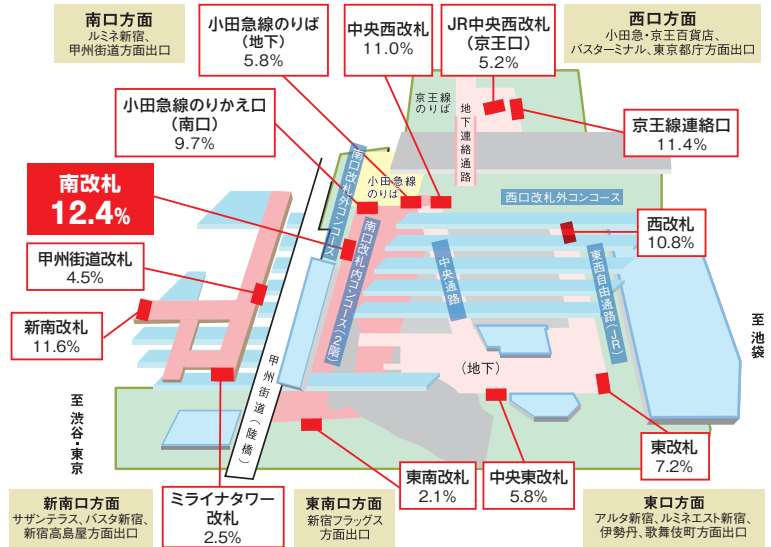 南口方面
ルミネ新宿、
甲州街道方面出口
小田急線のりば
(地下)
5.8%
中央西改札
11.0%
JR中央西改札
(京王口)
5.2%
西口方面
小田急・京王百貨店、
バスターミナル、東京都庁方面出口
小田急線のりかえ口
(南口)
9.7%
京王線
のりば
地下連絡通路
京王線連絡口
11.4%
南改札
12.4%
南口改札外コンコース
小田急線
のりば
西口改札外コンコース
西改札
10.8%
甲州街道改札
4.5%
南口改札内コンコース(2階)
中央通路
東西自由通路(JR)
新南改札
11.6%
至池袋
甲州街道(陸橋)
(地下)
至渋谷・東京
東改札
7.2%
東南改札
2.1%
中央東改札
5.8%
ミライナタワー
改札
2.5%
新南口方面
サザンテラス、バスタ新宿、
新宿高島屋方面出口
東南口方面
新宿フラッグス
方面出口
東口方面
アルタ新宿、ルミネエスト新宿、
伊勢丹、歌舞伎町方面出口